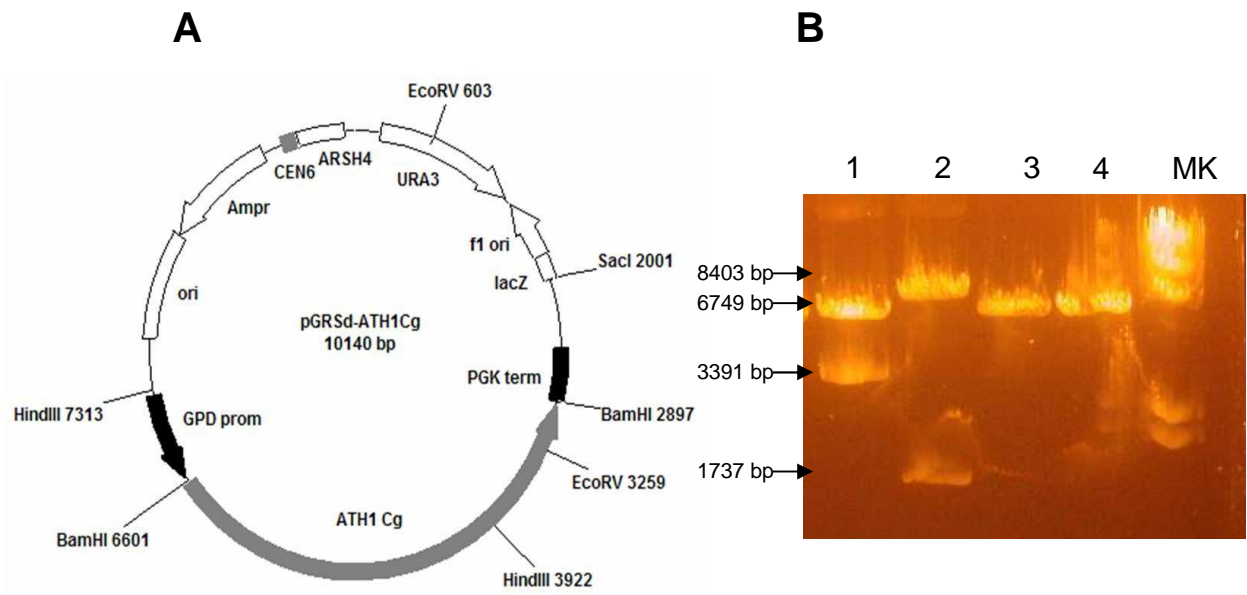 A
B
EcoRV 603
CEN6
ARSH4
URA3
Ampr
f1 ori
lacZ
SacI 2001
ori
pGRSd-ATH1Cg
10140 bp
PGK term
HindIII 7313
GPD prom
BamHI 2897
EcoRV 3259
BamHI 6601
ATH1 Cg
HindIII 3922
1 2 3 4 MK
8403 bp
6749 bp
3391 bp
1737 bp